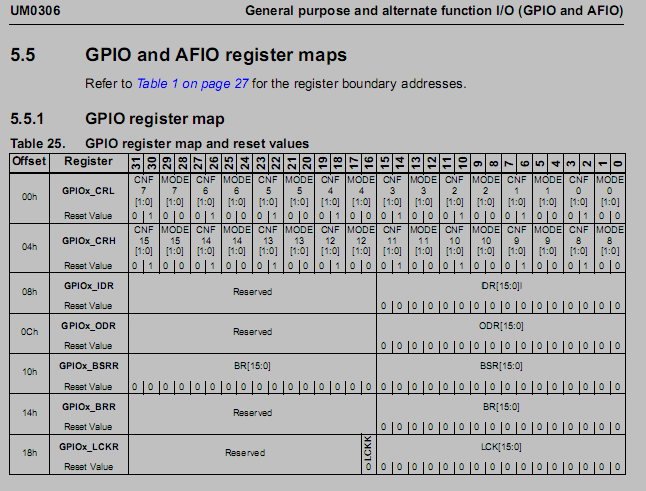 UM0306 General purpose and alternate function I/O (GPIO and AFIO)
5.5 GPIO and AFIO register maps
Refer to Table 1 on page 27 for the register boundary addresses.
5.5.1 GPIO register map
Table 25. GPIO register map and reset values
Offset Register 31 30 29 28 27 26 25 24 23 22 21 20 19 18 17 16 15 14 13 12 11 10 9 8 7 6 5 4 3 2 1 0
00h GPIOx_CRL CNF 7 [1:0] MODE 7 [1:0] CNF 6 [1:0] MODE 6 [1:0] CNF 5 [1:0] MODE 5 [1:0] CNF 4 [1:0] MODE 4 [1:0] CNF 3 [1:0] MODE 3 [1:0] CNF 2 [1:0] MODE 2 [1:0] CNF 1 [1:0] MODE 1 [1:0] CNF 0 [1:0] MODE 0 [1:0]
Reset Value 0 1 0 0 0 1 0 0 0 1 0 0 0 1 0 0 0 1 0 0 0 1 0 0 0 1 0 0 0 1 0 0
04h GPIOx_CRH CNF 15 [1:0] MODE 15 [1:0] CNF 14 [1:0] MODE 14 [1:0] CNF 13 [1:0] MODE 13 [1:0] CNF 12 [1:0] MODE 12 [1:0] CNF 11 [1:0] MODE 11 [1:0] CNF 10 [1:0] MODE 10 [1:0] CNF 9 [1:0] MODE 9 [1:0] CNF 8 [1:0] MODE 8 [1:0]
Reset Value 0 1 0 0 0 1 0 0 0 1 0 0 0 1 0 0 0 1 0 0 0 1 0 0 0 1 0 0 0 1 0 0
08h GPIOx_IDR Reserved IDR[15:0]I
Reset Value 0 0 0 0 0 0 0 0 0 0 0 0 0 0 0 0
0Ch GPIOx_ODR Reserved ODR[15:0]
Reset Value 0 0 0 0 0 0 0 0 0 0 0 0 0 0 0 0
10h GPIOx_BSRR BR[15:0] BSR[15:0]
Reset Value 0 0 0 0 0 0 0 0 0 0 0 0 0 0 0 0 0 0 0 0 0 0 0 0 0 0 0 0 0 0 0 0
14h GPIOx_BRR Reserved BR[15:0]
Reset Value 0 0 0 0 0 0 0 0 0 0 0 0 0 0 0 0
18h GPIOx_LCKR Reserved LCKK LCK[15:0]
Reset Value 0 0 0 0 0 0 0 0 0 0 0 0 0 0 0 0 0